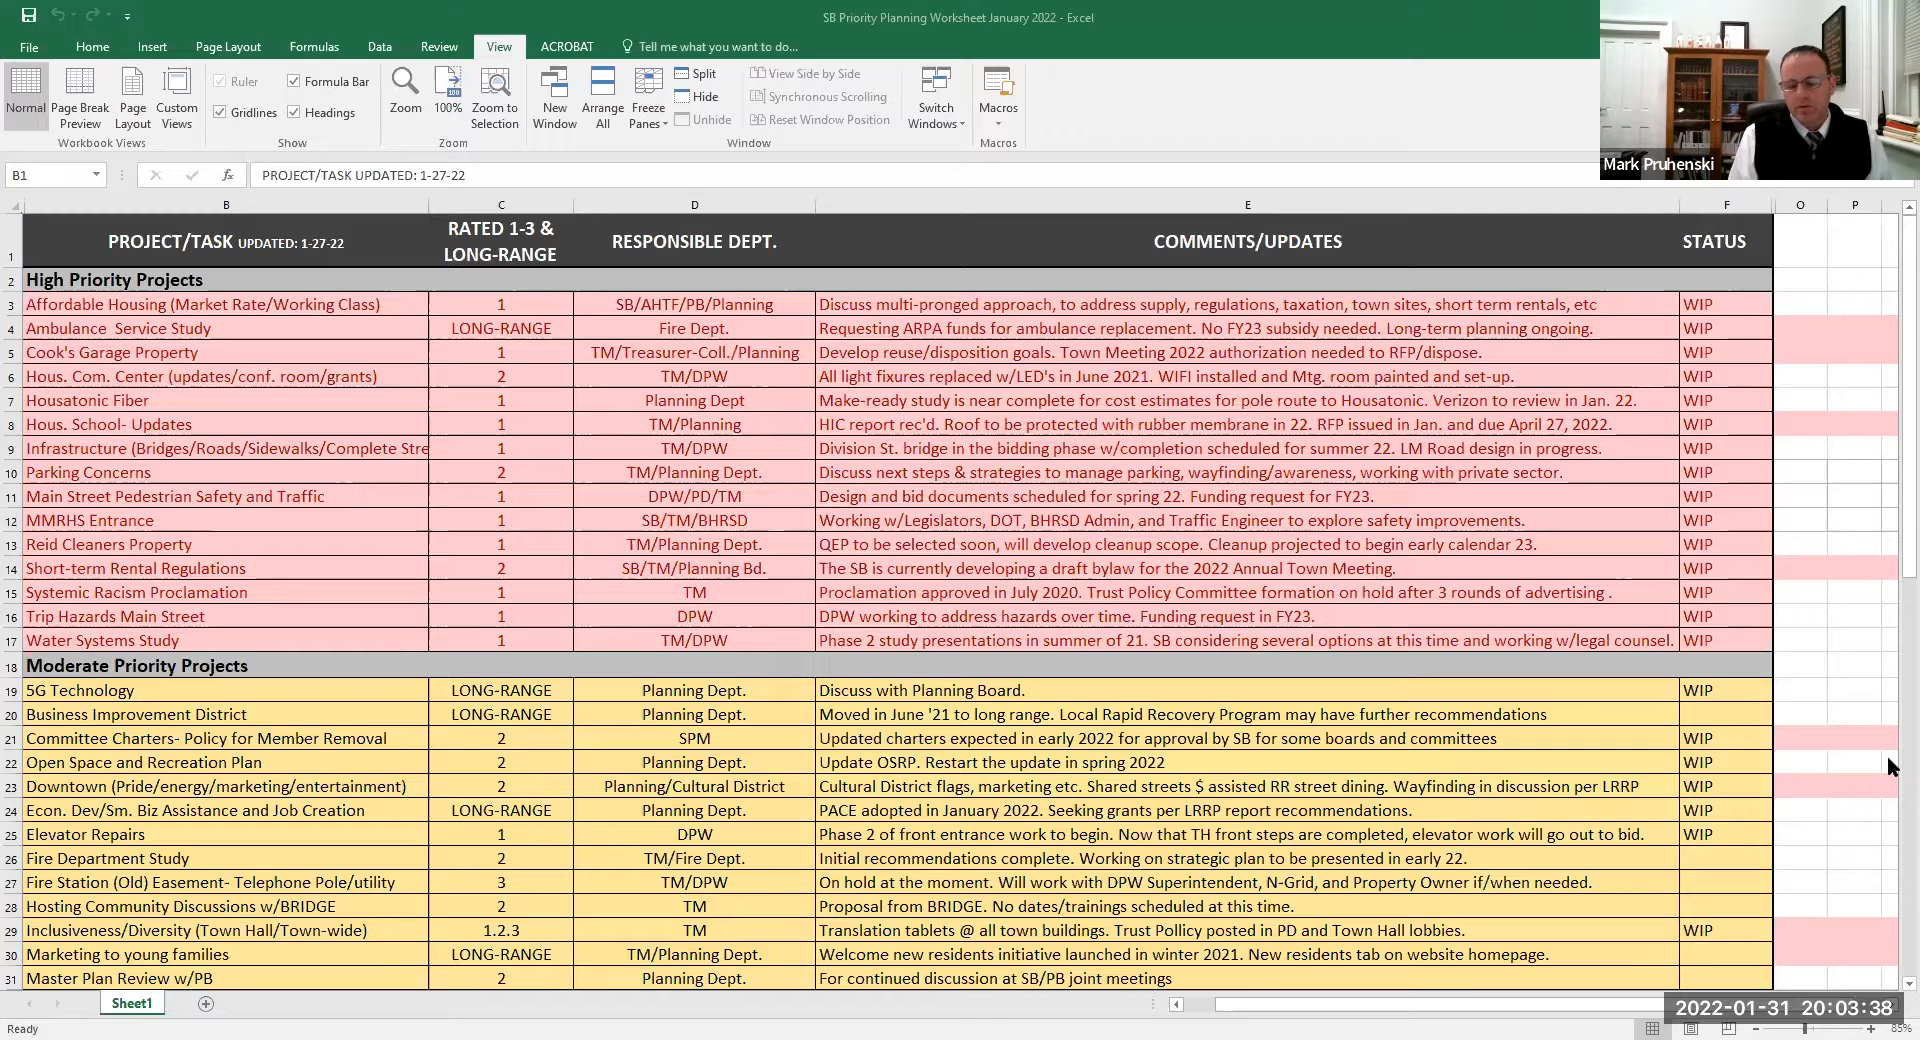 SB Priority Planning Worksheet January 2022 - Excel
File Home Insert Page Layout Formulas Data Review View ACROBAT Tell me what you want to do...
Normal Page Break Preview Page Layout Custom Views
Ruler Formula Bar
Gridlines Headings
Zoom 100% Zoom to Selection
New Window Arrange All Freeze Panes
Split
Hide
Unhide
View Side by Side
Synchronous Scrolling
Reset Window Position
Switch Windows Macros
Workbook Views Show Zoom Window Macros
Mark Pruhenski
B1 fx PROJECT/TASK UPDATED: 1-27-22
B C D E F O P
1 PROJECT/TASK UPDATED: 1-27-22 RATED 1-3 & LONG-RANGE RESPONSIBLE DEPT. COMMENTS/UPDATES STATUS
2 High Priority Projects
3 Affordable Housing (Market Rate/Working Class) 1 SB/AHTF/PB/Planning Discuss multi-pronged approach, to address supply, regulations, taxation, town sites, short term rentals, etc WIP
4 Ambulance Service Study LONG-RANGE Fire Dept. Requesting ARPA funds for ambulance replacement. No FY23 subsidy needed. Long-term planning ongoing. WIP
5 Cook's Garage Property 1 TM/Treasurer-Coll./Planning Develop reuse/disposition goals. Town Meeting 2022 authorization needed to RFP/dispose. WIP
6 Hous. Com. Center (updates/conf. room/grants) 2 TM/DPW All light fixures replaced w/LED's in June 2021. WIFI installed and Mtg. room painted and set-up. WIP
7 Housatonic Fiber 1 Planning Dept Make-ready study is near complete for cost estimates for pole route to Housatonic. Verizon to review in Jan. 22. WIP
8 Hous. School- Updates 1 TM/Planning HIC report rec'd. Roof to be protected with rubber membrane in 22. RFP issued in Jan. and due April 27, 2022. WIP
9 Infrastructure (Bridges/Roads/Sidewalks/Complete Stre 1 TM/DPW Division St. bridge in the bidding phase w/completion scheduled for summer 22. LM Road design in progress. WIP
10 Parking Concerns 2 TM/Planning Dept. Discuss next steps & strategies to manage parking, wayfinding/awareness, working with private sector. WIP
11 Main Street Pedestrian Safety and Traffic 1 DPW/PD/TM Design and bid documents scheduled for spring 22. Funding request for FY23. WIP
12 MMRHS Entrance 1 SB/TM/BHRSD Working w/Legislators, DOT, BHRSD Admin, and Traffic Engineer to explore safety improvements. WIP
13 Reid Cleaners Property 1 TM/Planning Dept. QEP to be selected soon, will develop cleanup scope. Cleanup projected to begin early calendar 23. WIP
14 Short-term Rental Regulations 2 SB/TM/Planning Bd. The SB is currently developing a draft bylaw for the 2022 Annual Town Meeting. WIP
15 Systemic Racism Proclamation 1 TM Proclamation approved in July 2020. Trust Policy Committee formation on hold after 3 rounds of advertising . WIP
16 Trip Hazards Main Street 1 DPW DPW working to address hazards over time. Funding request in FY23. WIP
17 Water Systems Study 1 TM/DPW Phase 2 study presentations in summer of 21. SB considering several options at this time and working w/legal counsel. WIP
18 Moderate Priority Projects
19 5G Technology LONG-RANGE Planning Dept. Discuss with Planning Board. WIP
20 Business Improvement District LONG-RANGE Planning Dept. Moved in June '21 to long range. Local Rapid Recovery Program may have further recommendations
21 Committee Charters- Policy for Member Removal 2 SPM Updated charters expected in early 2022 for approval by SB for some boards and committees WIP
22 Open Space and Recreation Plan 2 Planning Dept. Update OSRP. Restart the update in spring 2022 WIP
23 Downtown (Pride/energy/marketing/entertainment) 2 Planning/Cultural District Cultural District flags, marketing etc. Shared streets $ assisted RR street dining. Wayfinding in discussion per LRRP WIP
24 Econ. Dev/Sm. Biz Assistance and Job Creation LONG-RANGE Planning Dept. PACE adopted in January 2022. Seeking grants per LRRP report recommendations. WIP
25 Elevator Repairs 1 DPW Phase 2 of front entrance work to begin. Now that TH front steps are completed, elevator work will go out to bid. WIP
26 Fire Department Study 2 TM/Fire Dept. Initial recommendations complete. Working on strategic plan to be presented in early 22.
27 Fire Station (Old) Easement- Telephone Pole/utility 3 TM/DPW On hold at the moment. Will work with DPW Superintendent, N-Grid, and Property Owner if/when needed.
28 Hosting Community Discussions w/BRIDGE 2 TM Proposal from BRIDGE. No dates/trainings scheduled at this time.
29 Inclusiveness/Diversity (Town Hall/Town-wide) 1.2.3 TM Translation tablets @ all town buildings. Trust Pollicy posted in PD and Town Hall lobbies. WIP
30 Marketing to young families LONG-RANGE TM/Planning Dept. Welcome new residents initiative launched in winter 2021. New residents tab on website homepage.
31 Master Plan Review w/PB 2 Planning Dept. For continued discussion at SB/PB joint meetings
Sheet1
2022-01-31 20:03:38
Ready 85%